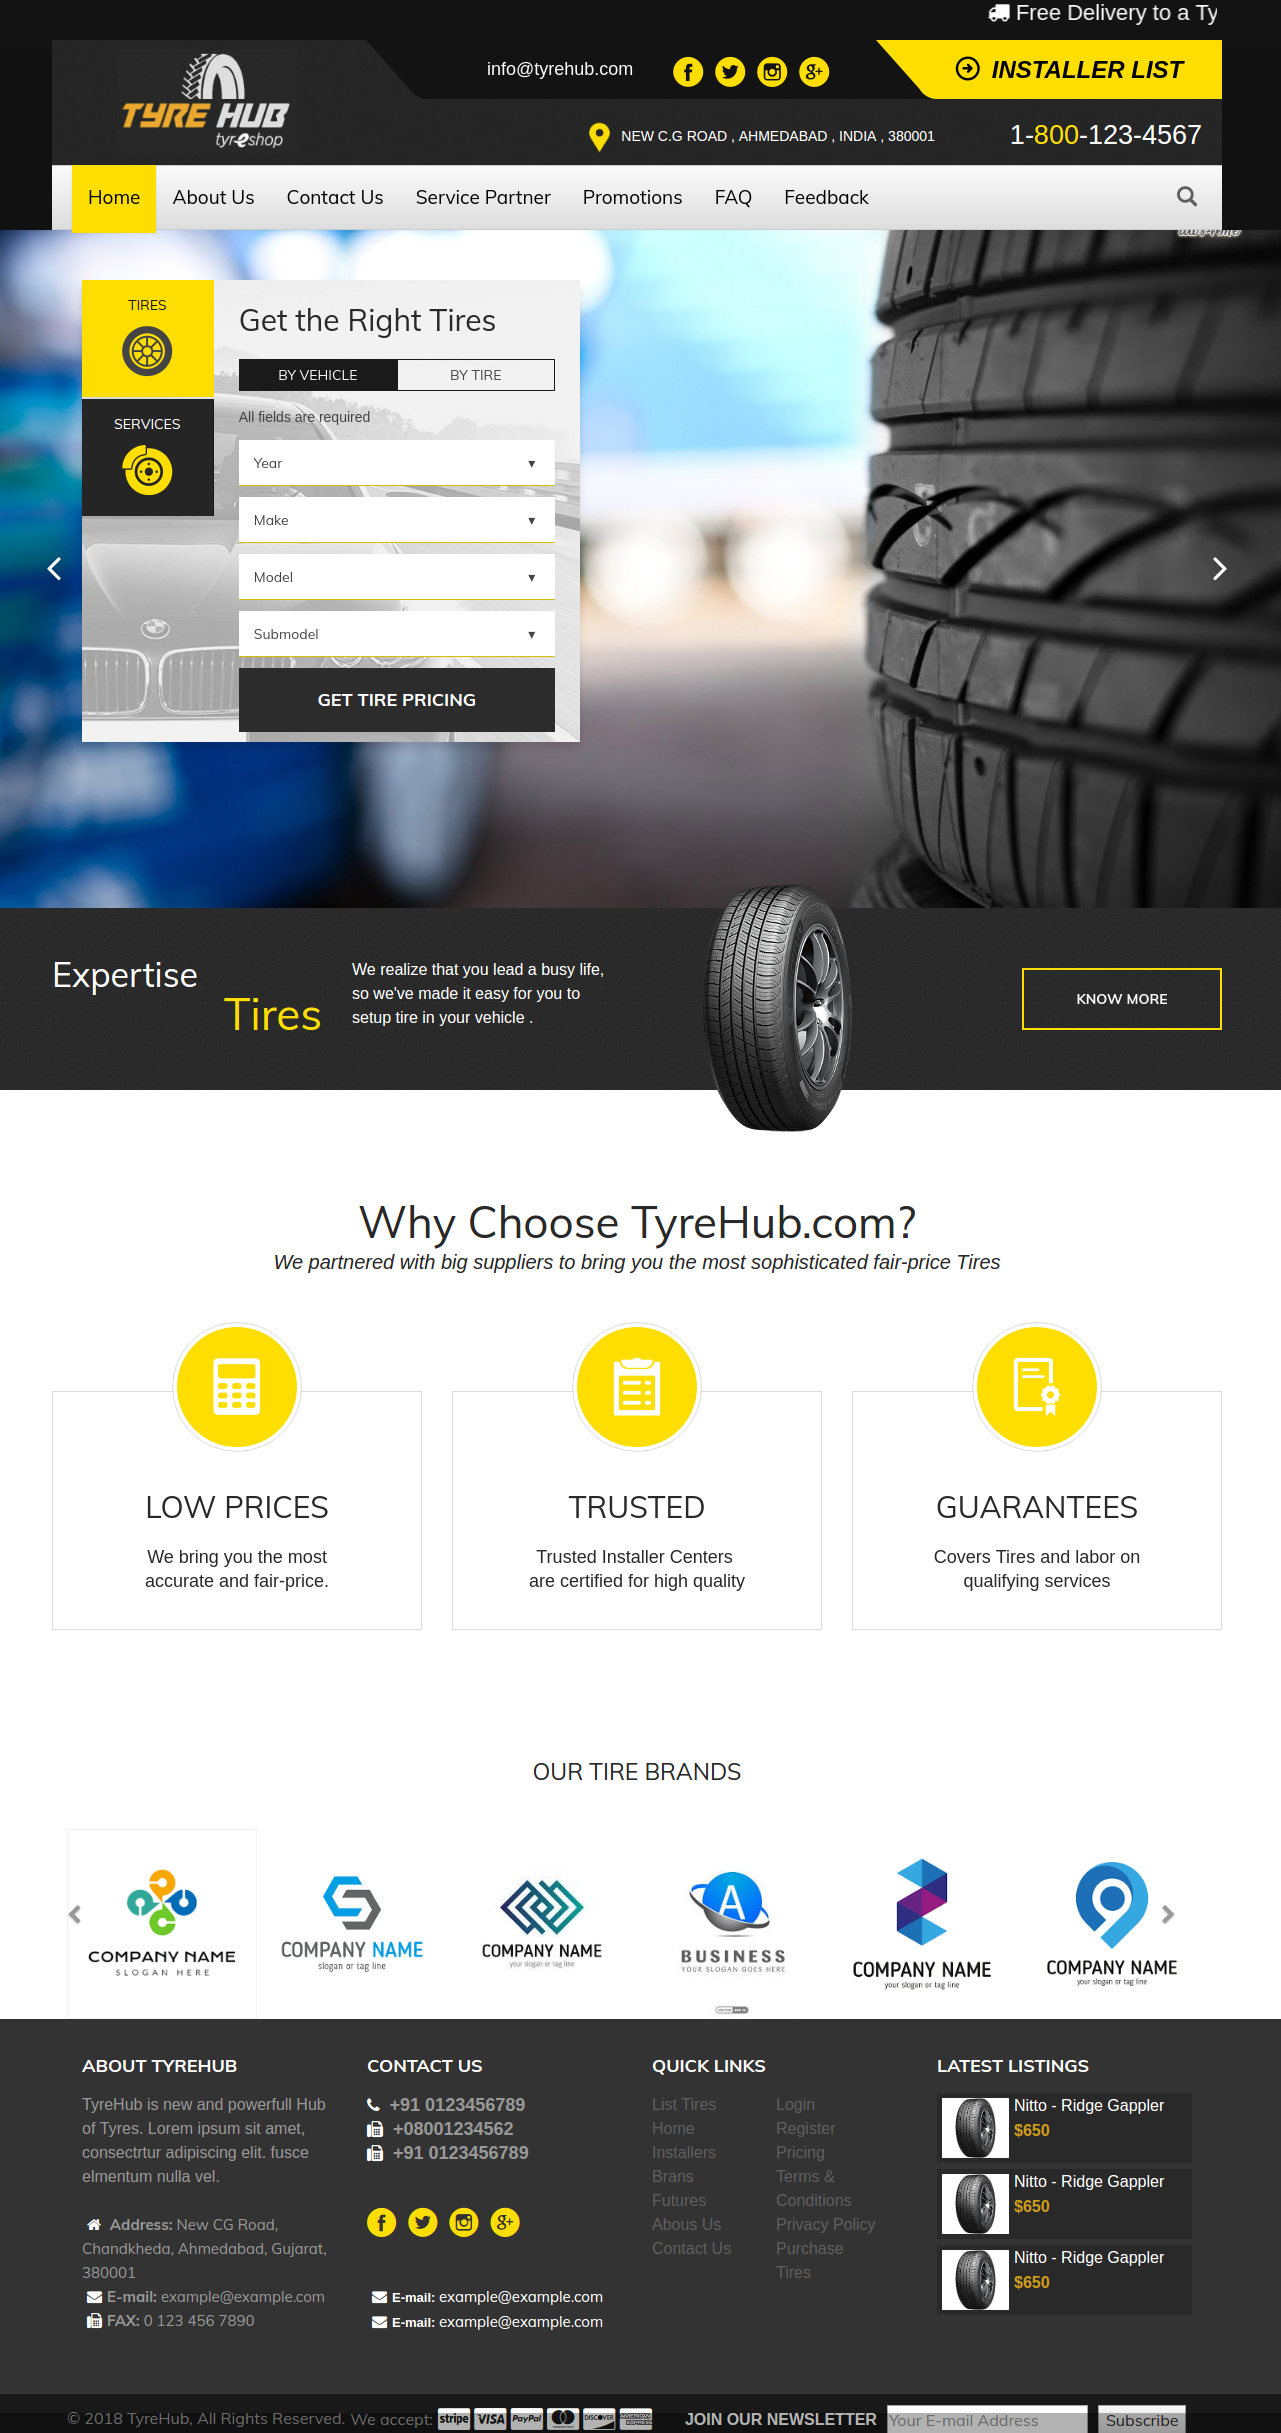 Free Delivery to a Ty
TYRE HUB
tyreshop
info@tyrehub.com
INSTALLER LIST
NEW C.G ROAD , AHMEDABAD , INDIA , 380001
1-800-123-4567
Home About Us Contact Us Service Partner Promotions FAQ Feedback
TIRES
SERVICES
Get the Right Tires
BY VEHICLE BY TIRE
All fields are required
Year
Make
Model
Submodel
GET TIRE PRICING
Expertise
Tires
We realize that you lead a busy life,
so we've made it easy for you to
setup tire in your vehicle .
KNOW MORE
Why Choose TyreHub.com?
We partnered with big suppliers to bring you the most sophisticated fair-price Tires
LOW PRICES
We bring you the most
accurate and fair-price.
TRUSTED
Trusted Installer Centers
are certified for high quality
GUARANTEES
Covers Tires and labor on
qualifying services
OUR TIRE BRANDS
COMPANY NAME
SLOGAN HERE
COMPANY NAME
slogan or tag line
COMPANY NAME
your slogan or tag line
A
BUSINESS
YOUR SLOGAN GOES HERE
COMPANY NAME
your slogan or tag line
COMPANY NAME
your slogan or tag line
ABOUT TYREHUB
TyreHub is new and powerfull Hub
of Tyres. Lorem ipsum sit amet,
consectrtur adipiscing elit. fusce
elmentum nulla vel.
Address: New CG Road,
Chandkheda, Ahmedabad, Gujarat,
380001
E-mail: example@example.com
FAX: 0 123 456 7890
CONTACT US
+91 0123456789
+08001234562
+91 0123456789
E-mail: example@example.com
E-mail: example@example.com
QUICK LINKS
List Tires
Home
Installers
Brans
Futures
Abous Us
Contact Us
Login
Register
Pricing
Terms &
Conditions
Privacy Policy
Purchase
Tires
LATEST LISTINGS
Nitto - Ridge Gappler
$650
Nitto - Ridge Gappler
$650
Nitto - Ridge Gappler
$650
© 2018 TyreHub, All Rights Reserved. We accept: stripe VISA PayPal MasterCard DISCOVER AMERICAN EXPRESS
JOIN OUR NEWSLETTER Your E-mail Address Subscribe